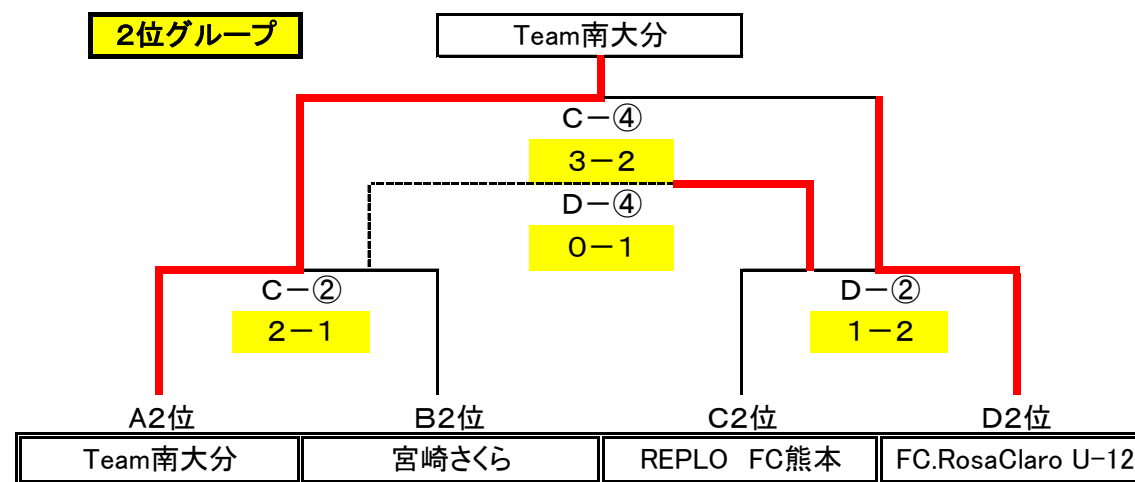 2位グループ
Team南大分
C－④
3－2
D－④
0－1
C－②
D－②
2－1
1－2
A2位
B2位
C2位
D2位
Team南大分
宮崎さくら
REPLO　FC熊本
FC.RosaClaro U-12